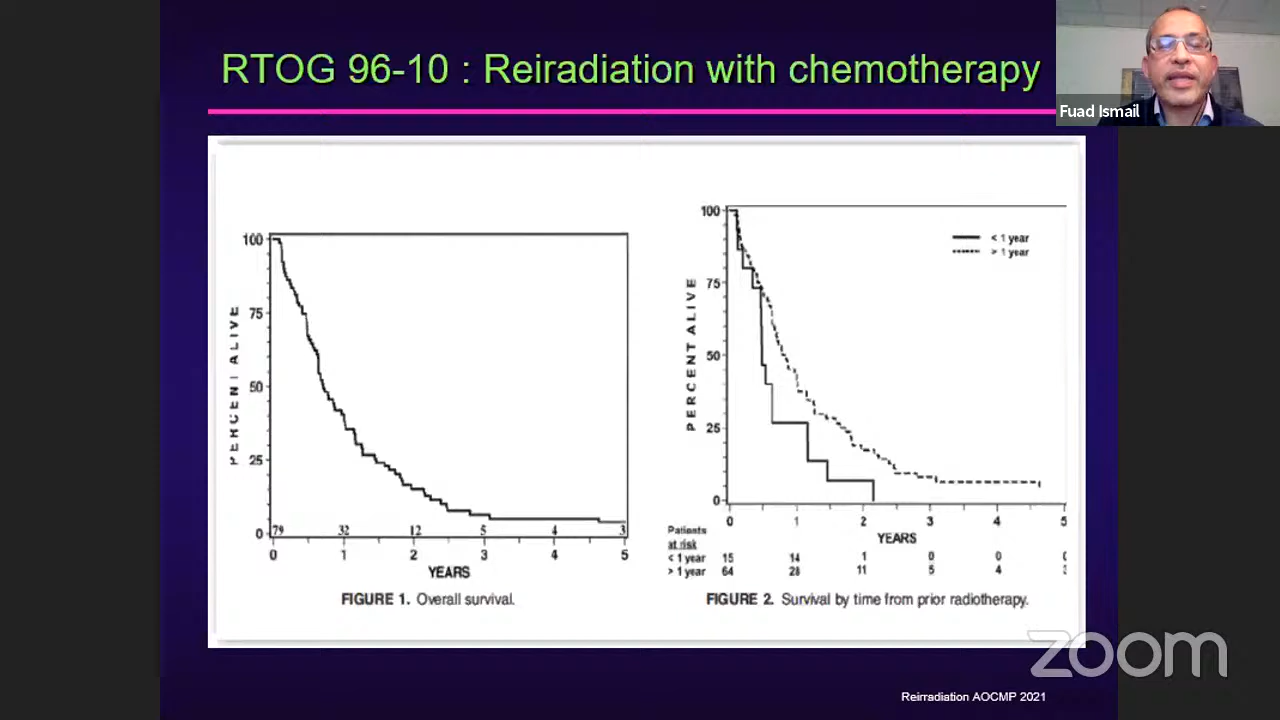 RTOG 96-10 : Reiradiation with chemotherapy
Fuad Ismail
PERCENT ALIVE
100
75
50
25
0
79 32 12 5 4 3
0 1 2 3 4 5
YEARS
FIGURE 1. Overall survival.
PERCENT ALIVE
100
75
50
25
0
< 1 year
> 1 year
0 1 2 3 4 5
YEARS
Patients
at risk
< 1 year 15 14 1 0 0
> 1 year 64 28 11 5 4
FIGURE 2. Survival by time from prior radiotherapy.
zoom
Reirradiation AOCMP 2021